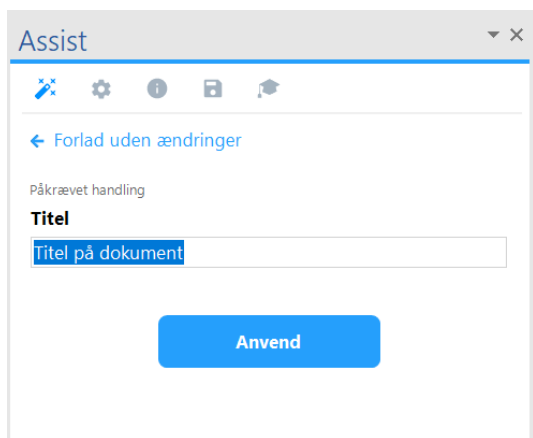 Assist
Forlad uden ændringer
Påkrævet handling
Titel
Titel på dokument
Anvend